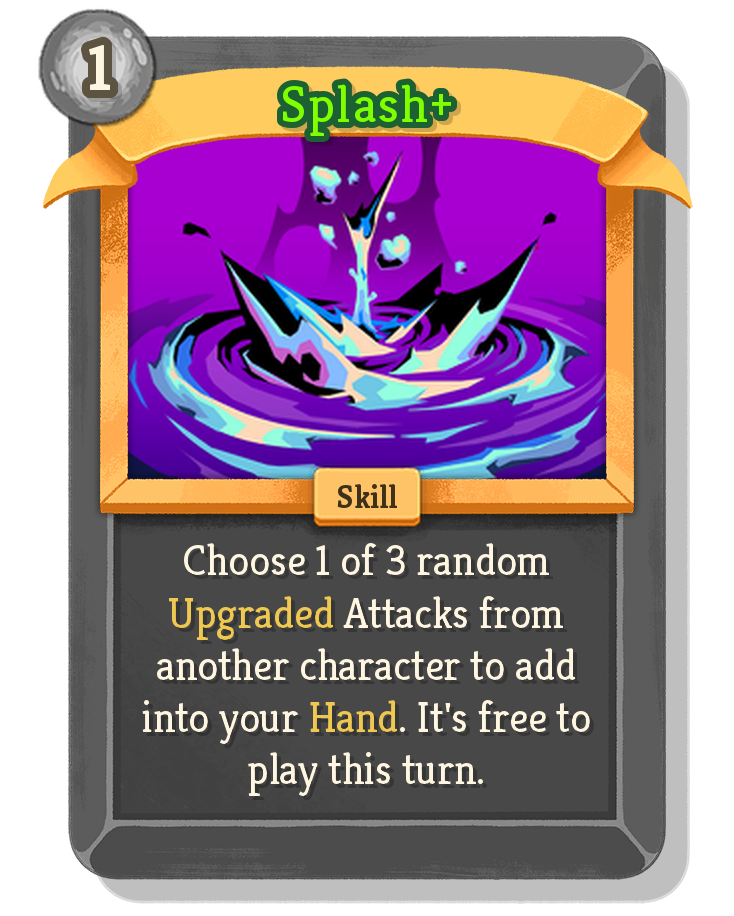 1
Splash+
Skill
Choose 1 of 3 random
Upgraded Attacks from
another character to add
into your Hand. It's free to
play this turn.